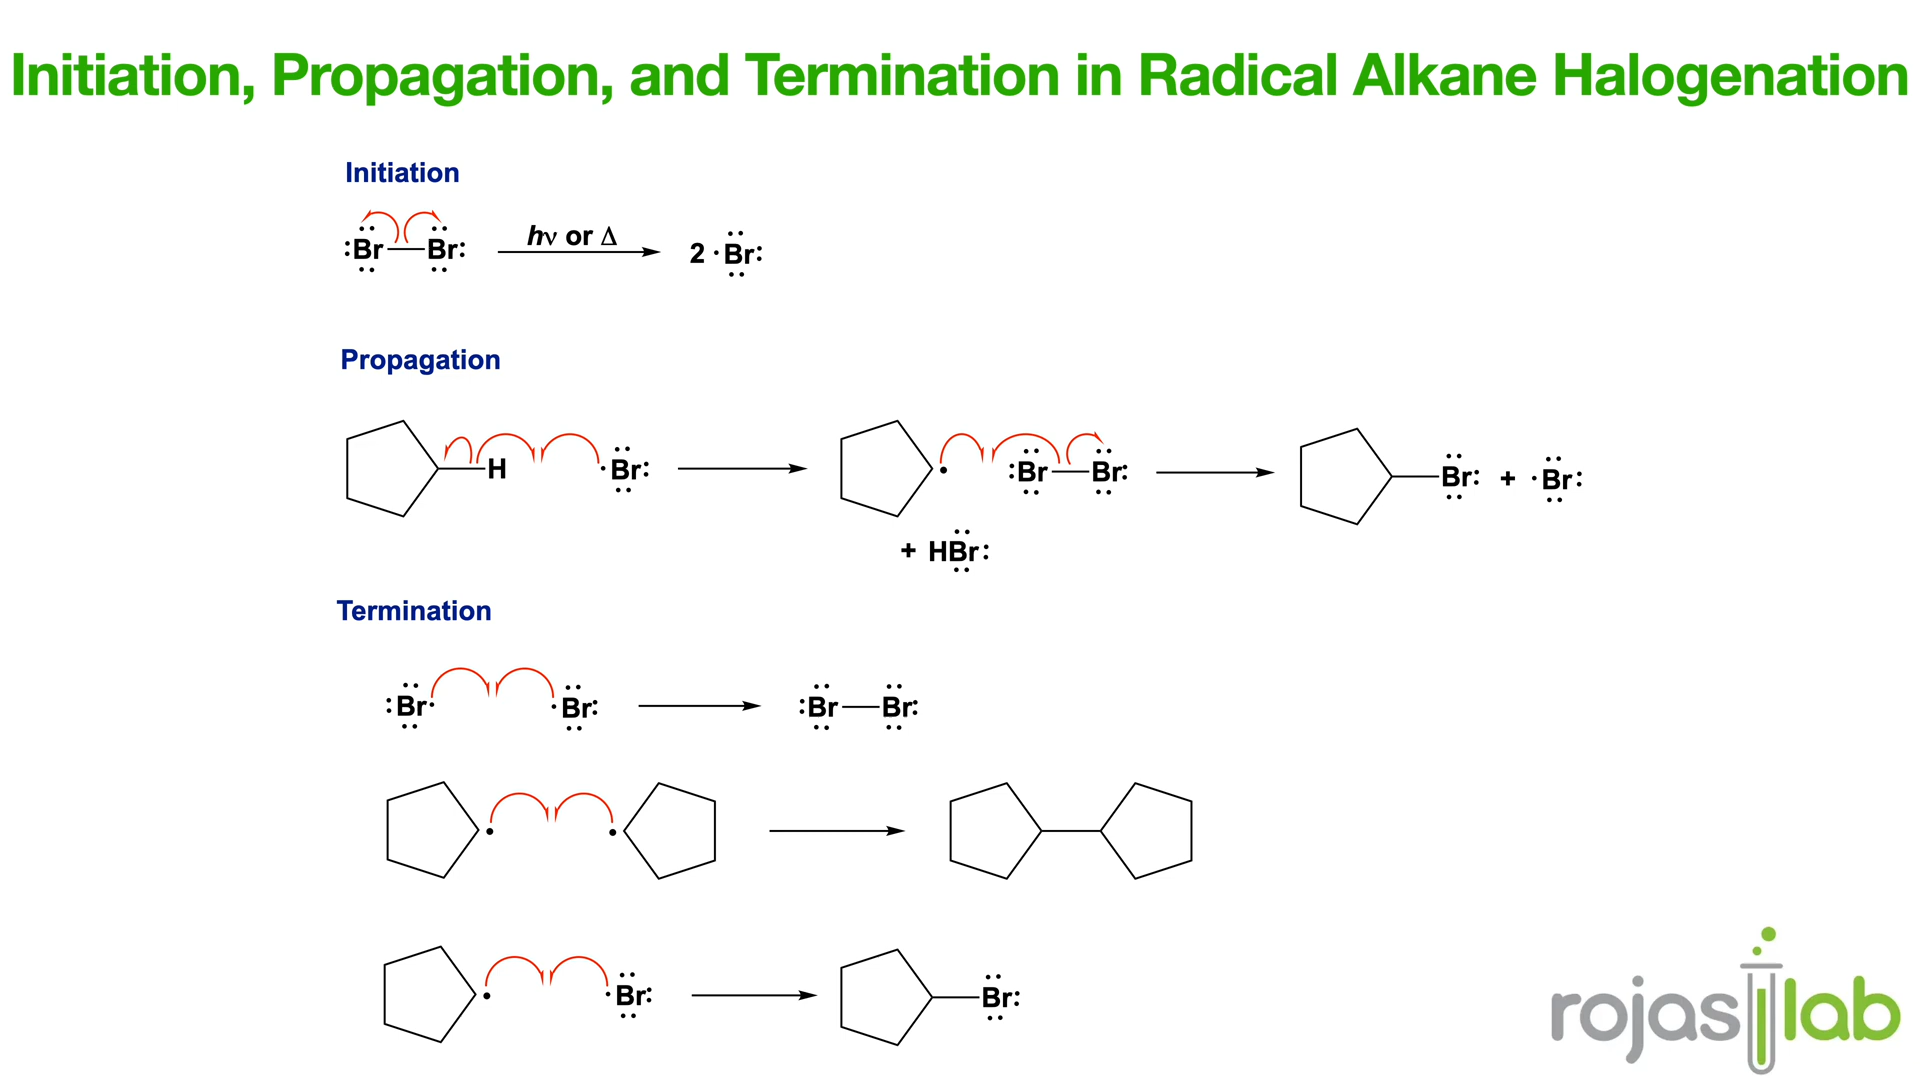 Initiation, Propagation, and Termination in Radical Alkane Halogenation
Initiation
:Br—Br: hν or Δ 2 ·Br:
Propagation
H ·Br: :Br—Br: Br: + ·Br:
+ HBr:
Termination
:Br· ·Br: :Br—Br:
·Br: Br:
rojas lab